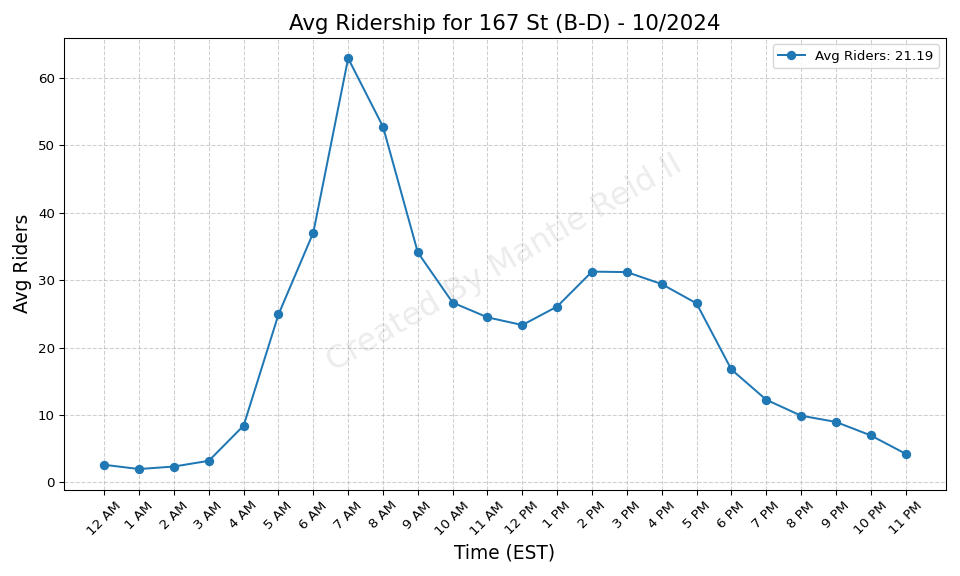 Avg Ridership for 167 St (B-D) - 10/2024
Avg Riders: 21.19
Avg Riders
60
50
40
30
20
10
0
Created By Mantle Reid II
12 AM
1 AM
2 AM
3 AM
4 AM
5 AM
6 AM
7 AM
8 AM
9 AM
10 AM
11 AM
12 PM
1 PM
2 PM
3 PM
4 PM
5 PM
6 PM
7 PM
8 PM
9 PM
10 PM
11 PM
Time (EST)